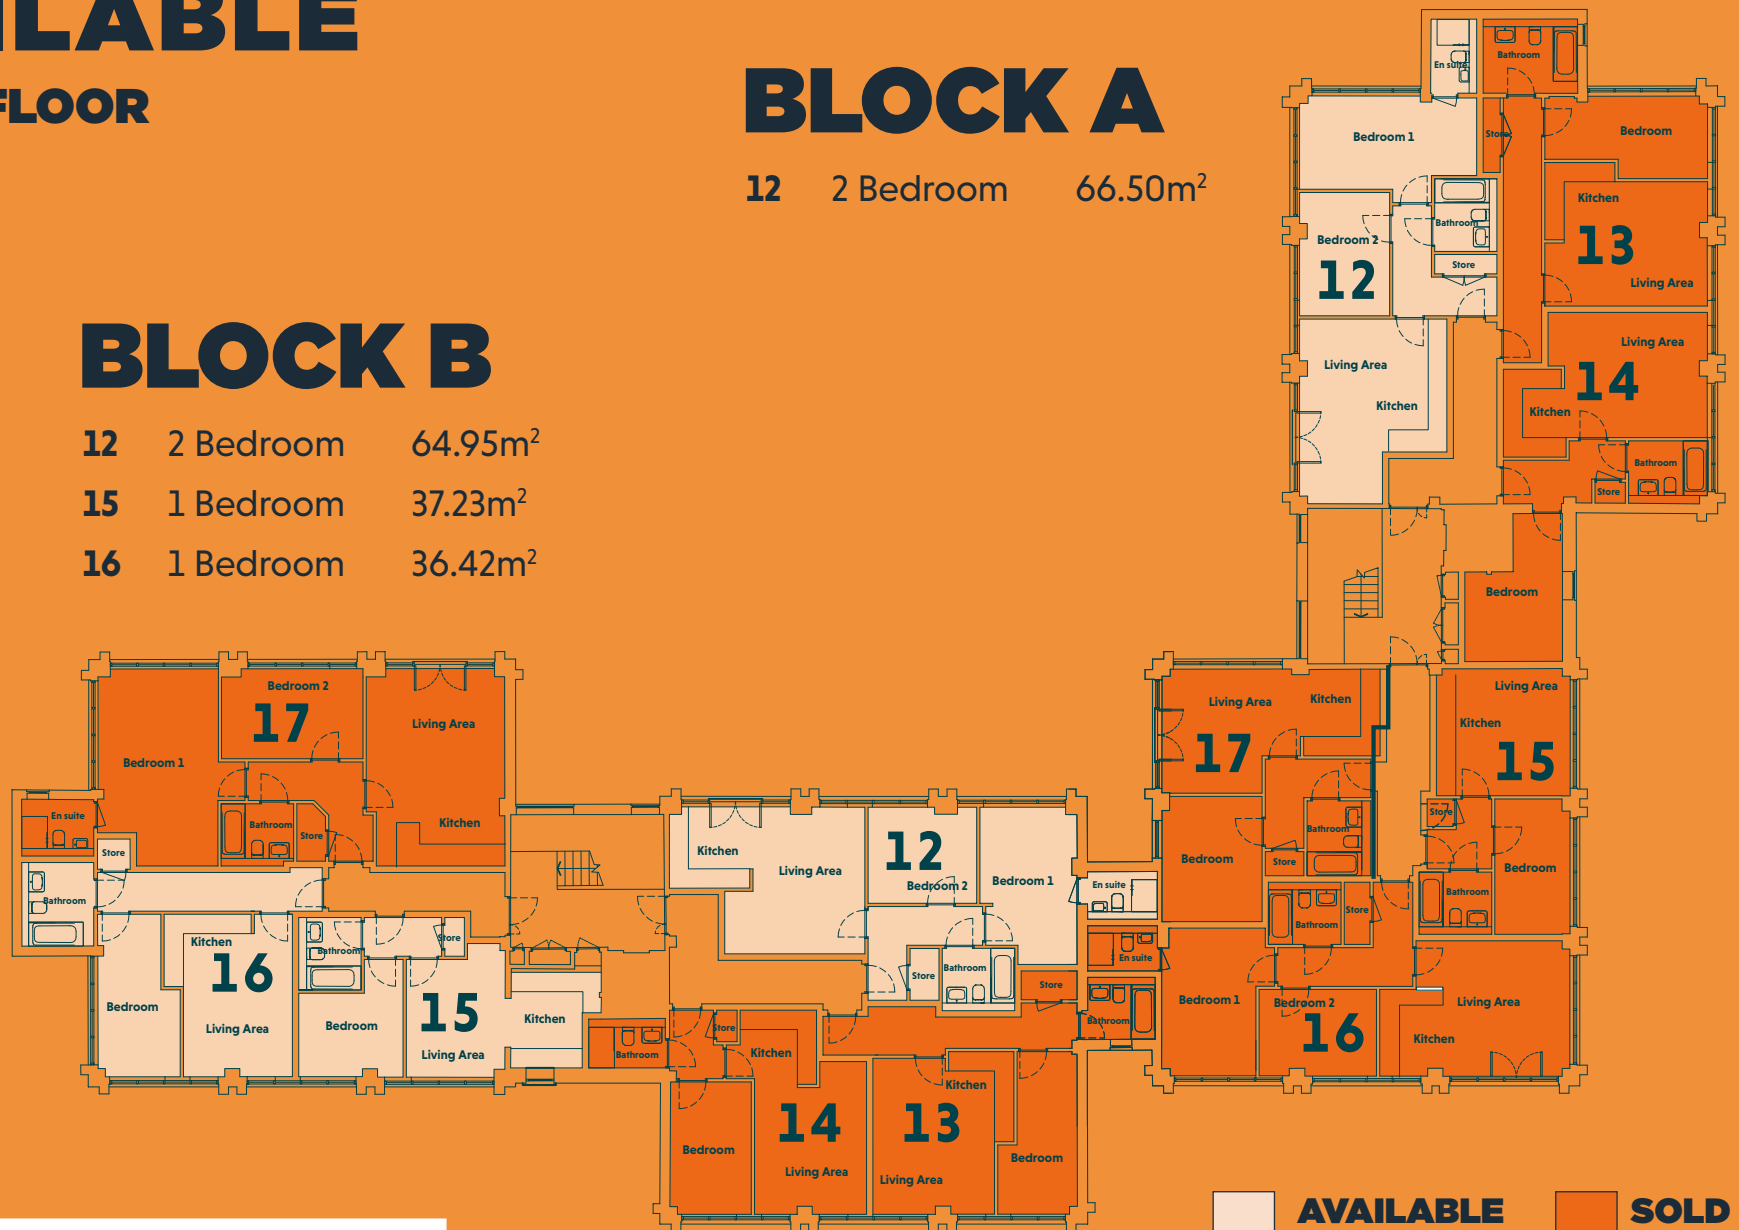 ILABLE
FLOOR
BLOCK A
12 2 Bedroom 66.50m²
BLOCK B
12 2 Bedroom 64.95m²
15 1 Bedroom 37.23m²
16 1 Bedroom 36.42m²
En suite
Bathroom
Bedroom 1
Store
Bedroom
Kitchen
Bathroom
Bedroom 2
13
Store
12
Living Area
Living Area
Living Area
14
Kitchen
Kitchen
Bathroom
Store
Bedroom
Bedroom 2
17
Living Area
Bedroom 1
En suite
Bathroom
Store
Kitchen
Store
Bathroom
Living Area
Kitchen
17
Living Area
Kitchen
15
Bedroom
Bathroom
Store
Store
Bedroom
Bathroom
Kitchen
Living Area
12
Bedroom 2
Bedroom 1
En suite
Store
Bathroom
Store
Kitchen
16
Bedroom
Living Area
Bathroom
Store
Bedroom
15
Living Area
Kitchen
Bathroom
Store
Kitchen
14
Bedroom
Living Area
13
Kitchen
Living Area
Bedroom
En suite
Bathroom
Bathroom
Store
Bedroom 1
Bedroom 2
16
Living Area
Kitchen
AVAILABLE
SOLD